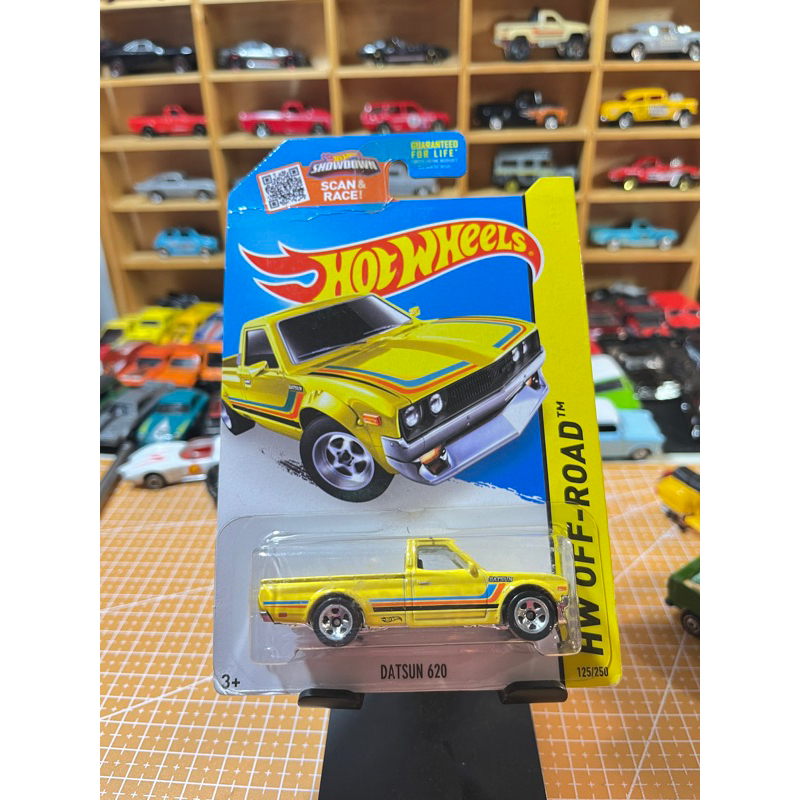 SHOWDOWN
SCAN &
RACE!
GUARANTEED
FOR LIFE
HOT WHEELS
HW OFF-ROAD™
DATSUN
DATSUN 620
3+
125/250